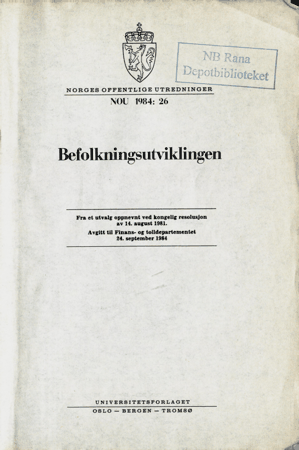 NB Rana
Depotbiblioteket
NORGES OFFENTLIGE UTREDNINGER
NOU 1984: 26
Befolkningsutviklingen
Fra et utvalg oppnevnt ved kongelig resolusjon
av 14. august 1981.
Avgitt til Finans- og tolldepartementet
24. september 1984
UNIVERSITETSFORLAGET
OSLO – BERGEN – TROMSØ